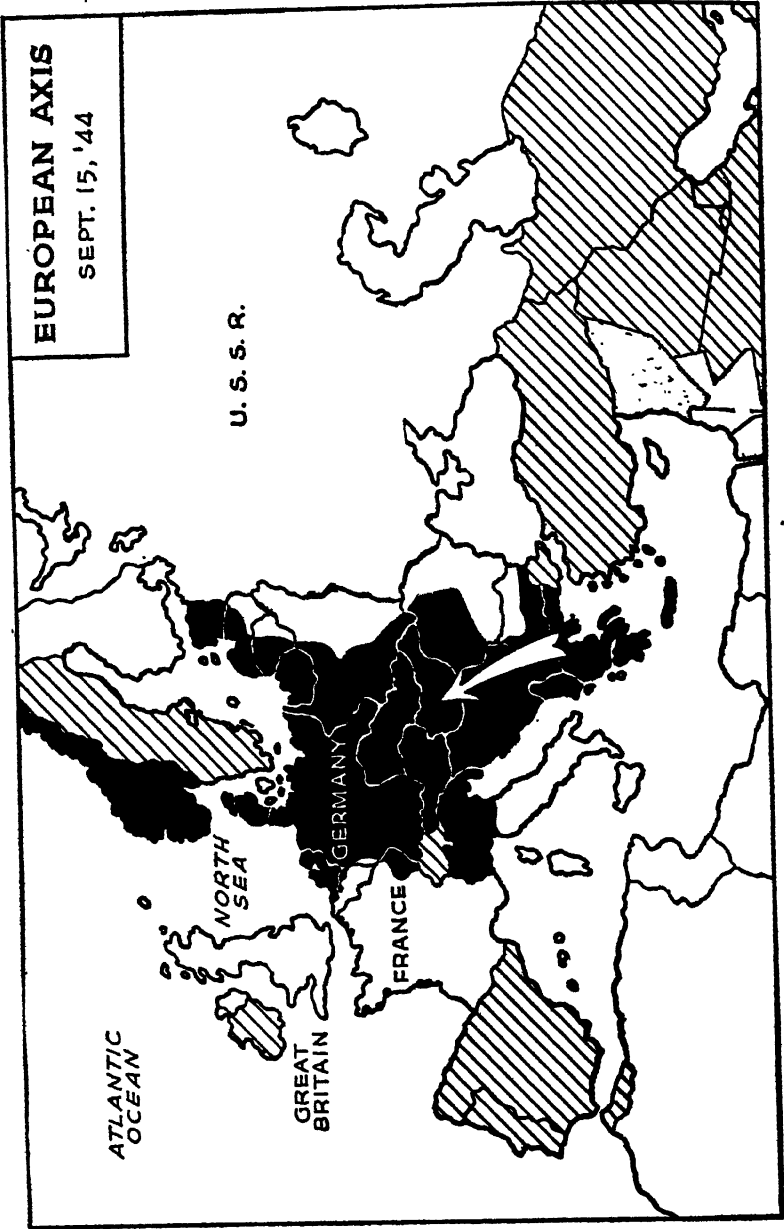 EUROPEAN AXIS
SEPT. 15, '44
ATLANTIC
OCEAN
NORTH
SEA
U. S. S. R.
GREAT
BRITAIN
GERMANY
FRANCE